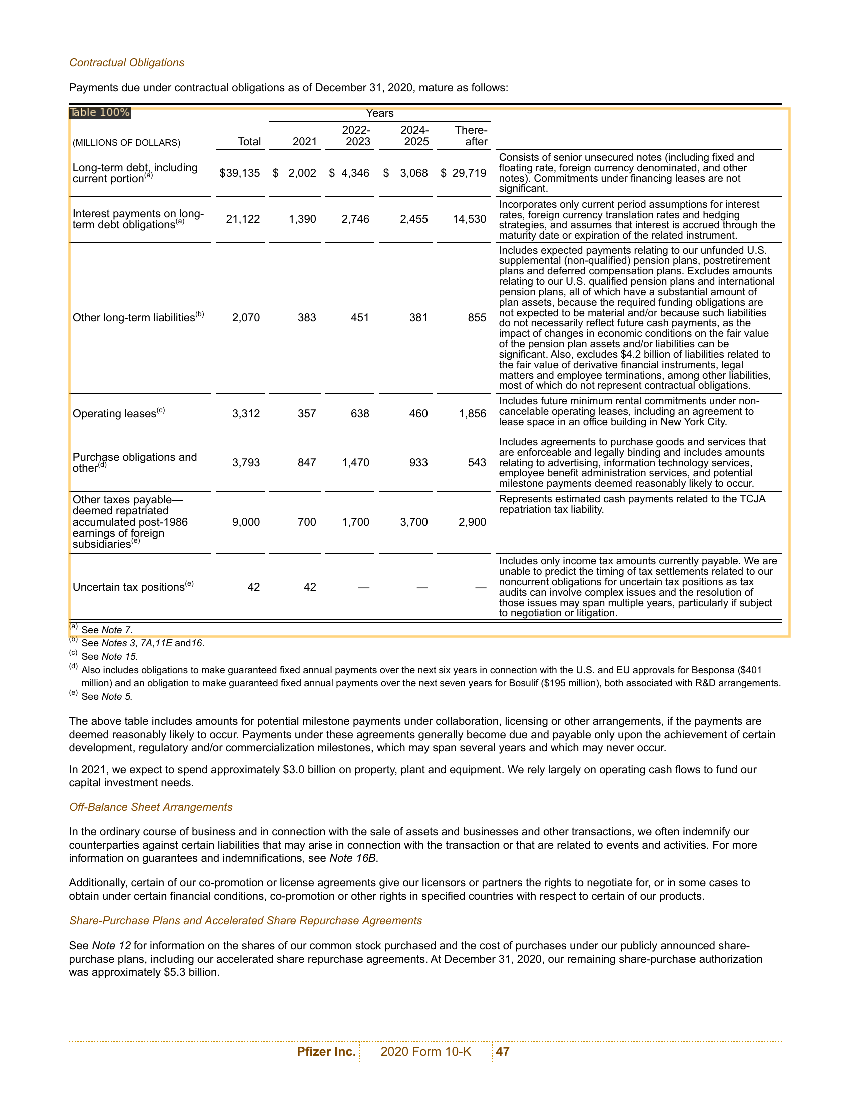 Contractual Obligations
Payments due under contractual obligations as of December 31, 2020, mature as follows:
Table 100%
Years
(MILLIONS OF DOLLARS) Total 2021 2022-2023 2024-2025 There-after
Long-term debt, including
current portion(a) $39,135 $ 2,002 $ 4,346 $ 3,068 $ 29,719
Consists of senior unsecured notes (including fixed and
floating rate, foreign currency denominated, and other
notes). Commitments under financing leases are not
significant.
Interest payments on long-
term debt obligations(a) 21,122 1,390 2,746 2,455 14,530
Incorporates only current period assumptions for interest
rates, foreign currency translation rates and hedging
strategies, and assumes that interest is accrued through the
maturity date or expiration of the related instrument.
Other long-term liabilities(b) 2,070 383 451 381 855
Includes expected payments relating to our unfunded U.S.
supplemental (non-qualified) pension plans, postretirement
plans and deferred compensation plans. Excludes amounts
relating to our U.S. qualified pension plans and international
pension plans, all of which have a substantial amount of
plan assets, because the required funding obligations are
not expected to be material and/or because such liabilities
do not necessarily reflect future cash payments, as the
impact of changes in economic conditions on the fair value
of the pension plan assets and/or liabilities can be
significant. Also, excludes $4.2 billion of liabilities related to
the fair value of derivative financial instruments, legal
matters and employee terminations, among other liabilities,
most of which do not represent contractual obligations.
Operating leases(c) 3,312 357 638 460 1,856
Includes future minimum rental commitments under non-
cancelable operating leases, including an agreement to
lease space in an office building in New York City.
Purchase obligations and
other(d) 3,793 847 1,470 933 543
Includes agreements to purchase goods and services that
are enforceable and legally binding and includes amounts
relating to advertising, information technology services,
employee benefit administration services, and potential
milestone payments deemed reasonably likely to occur.
Other taxes payable—
deemed repatriated
accumulated post-1986
earnings of foreign
subsidiaries(e) 9,000 700 1,700 3,700 2,900
Represents estimated cash payments related to the TCJA
repatriation tax liability.
Uncertain tax positions(e) 42 42 — — —
Includes only income tax amounts currently payable. We are
unable to predict the timing of tax settlements related to our
noncurrent obligations for uncertain tax positions as tax
audits can involve complex issues and the resolution of
those issues may span multiple years, particularly if subject
to negotiation or litigation.
(a) See Note 7.
(b) See Notes 3, 7A,11E and16.
(c) See Note 15.
(d) Also includes obligations to make guaranteed fixed annual payments over the next six years in connection with the U.S. and EU approvals for Besponsa ($401
million) and an obligation to make guaranteed fixed annual payments over the next seven years for Bosulif ($195 million), both associated with R&D arrangements.
(e) See Note 5.
The above table includes amounts for potential milestone payments under collaboration, licensing or other arrangements, if the payments are
deemed reasonably likely to occur. Payments under these agreements generally become due and payable only upon the achievement of certain
development, regulatory and/or commercialization milestones, which may span several years and which may never occur.
In 2021, we expect to spend approximately $3.0 billion on property, plant and equipment. We rely largely on operating cash flows to fund our
capital investment needs.
Off-Balance Sheet Arrangements
In the ordinary course of business and in connection with the sale of assets and businesses and other transactions, we often indemnify our
counterparties against certain liabilities that may arise in connection with the transaction or that are related to events and activities. For more
information on guarantees and indemnifications, see Note 16B.
Additionally, certain of our co-promotion or license agreements give our licensors or partners the rights to negotiate for, or in some cases to
obtain under certain financial conditions, co-promotion or other rights in specified countries with respect to certain of our products.
Share-Purchase Plans and Accelerated Share Repurchase Agreements
See Note 12 for information on the shares of our common stock purchased and the cost of purchases under our publicly announced share-
purchase plans, including our accelerated share repurchase agreements. At December 31, 2020, our remaining share-purchase authorization
was approximately $5.3 billion.
Pfizer Inc. 2020 Form 10-K 47